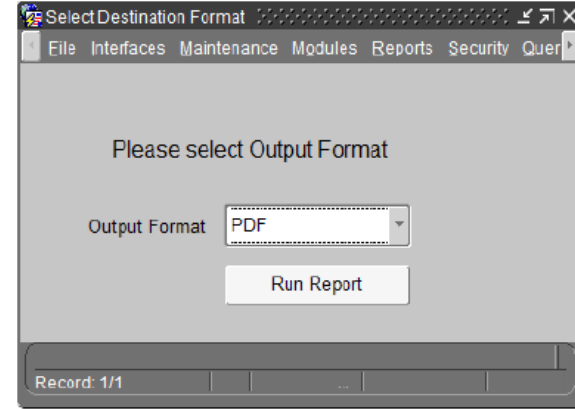 Select Destination Format
File Interfaces Maintenance Modules Reports Security Quer
Please select Output Format
Output Format PDF
Run Report
Record: 1/1 ...